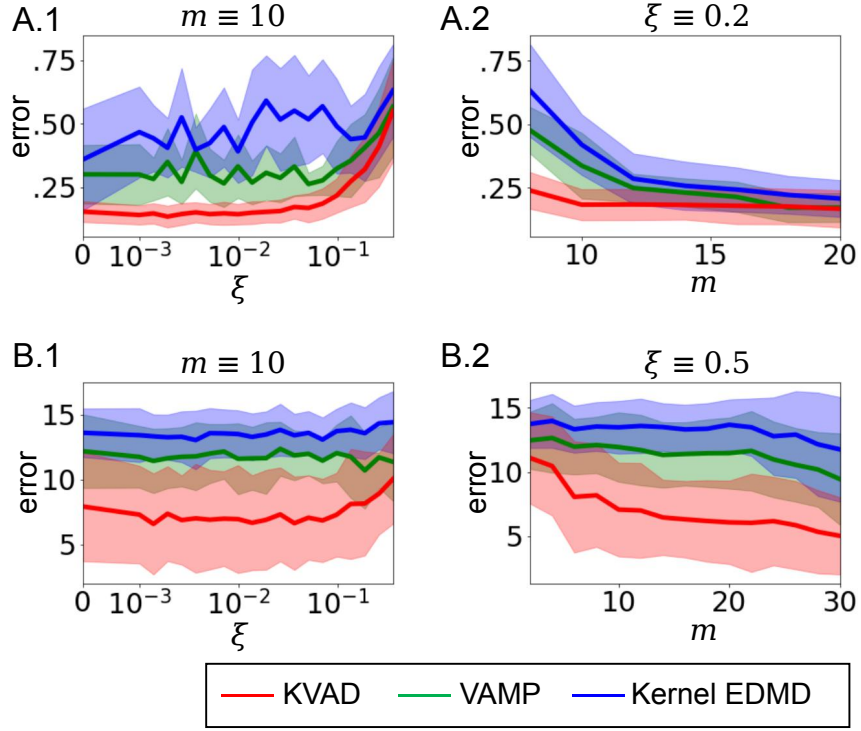 A.1
m ≡ 10
A.2
ξ ≡ 0.2
error
.75
.50
.25
0
10⁻³
10⁻²
10⁻¹
ξ
error
.75
.50
.25
10
15
20
m
B.1
m ≡ 10
B.2
ξ ≡ 0.5
error
15
10
5
0
10⁻³
10⁻²
10⁻¹
ξ
error
15
10
5
10
20
30
m
KVAD
VAMP
Kernel EDMD